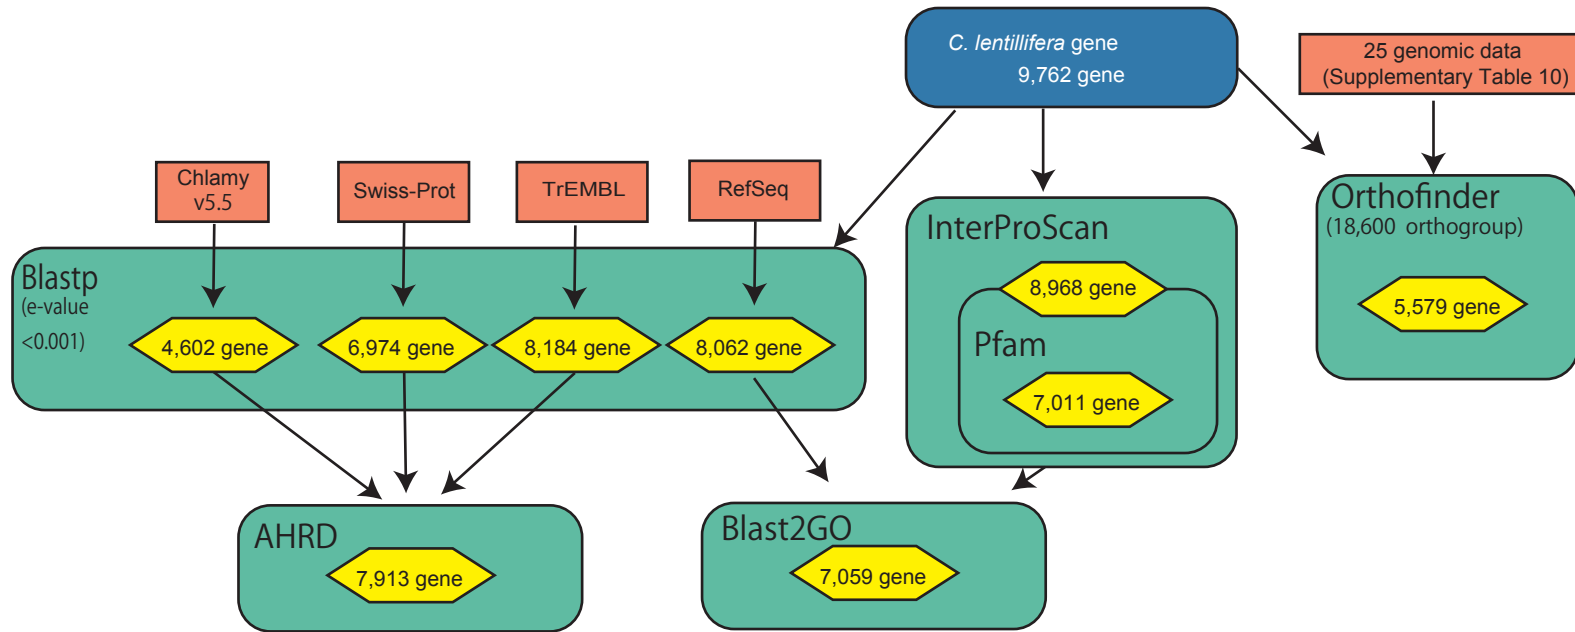 C. lentillifera gene
9,762 gene
25 genomic data
(Supplementary Table 10)
Chlamy
v5.5
Swiss-Prot
TrEMBL
RefSeq
Orthofinder
(18,600 orthogroup)
5,579 gene
InterProScan
8,968 gene
Pfam
7,011 gene
Blastp
(e-value
<0.001)
4,602 gene
6,974 gene
8,184 gene
8,062 gene
AHRD
7,913 gene
Blast2GO
7,059 gene